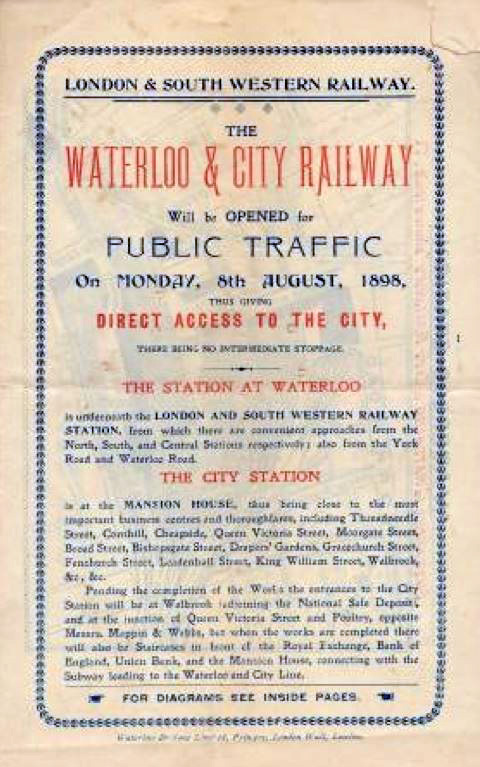 LONDON & SOUTH WESTERN RAILWAY.
THE
WATERLOO & CITY RAILWAY
Will be OPENED for
PUBLIC TRAFFIC
On MONDAY, 8th AUGUST, 1898,
THUS GIVING
DIRECT ACCESS TO THE CITY,
THERE BEING NO INTERMEDIATE STOPPAGE.
THE STATION AT WATERLOO
is underneath the LONDON AND SOUTH WESTERN RAILWAY
STATION, from which there are convenient approaches from the
North, South, and Central Stations respectively; also from the York
Road and Waterloo Road.
THE CITY STATION
is at the MANSION HOUSE, thus being close to the most
important business centres and thoroughfares, including Threadneedle
Street, Cornhill, Cheapside, Queen Victoria Street, Moorgate Street,
Broad Street, Bishopsgate Street, Drapers' Gardens, Gracechurch Street,
Fenchurch Street, Leadenhall Street, King William Street, Walbrook,
&c., &c.
Pending the completion of the Works the entrances to the City
Station will be at Walbrook (adjoining the National Safe Deposit),
and at the junction of Queen Victoria Street and Poultry, opposite
Messrs. Mappin & Webbs, but when the works are completed there
will also be Staircases in front of the Royal Exchange, Bank of
England, Union Bank, and the Mansion House, connecting with the
Subway leading to the Waterloo and City Line.
FOR DIAGRAMS SEE INSIDE PAGES.
Waterlow Limited, Printers, London Wall, London.